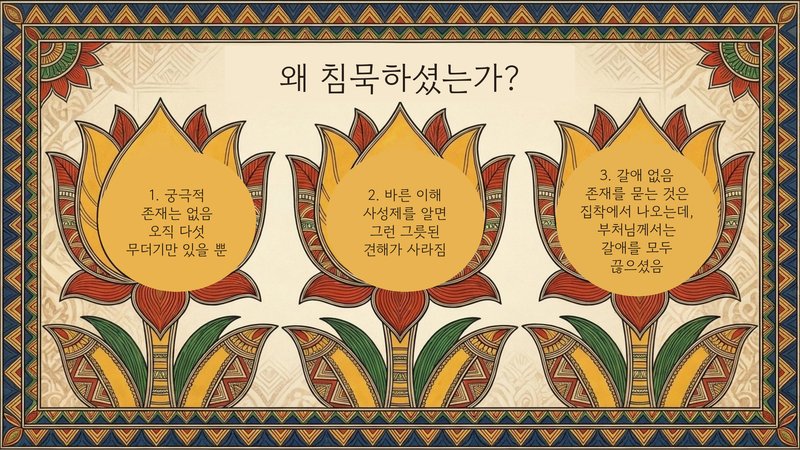 왜 침묵하셨는가?
1. 궁극적
존재는 없음
오직 다섯
무더기만 있을 뿐
2. 바른 이해
사성제를 알면
그런 그릇된
견해가 사라짐
3. 갈애 없음
존재를 묻는 것은
집착에서 나오는데,
부처님께서는
갈애를 모두
끊으셨음